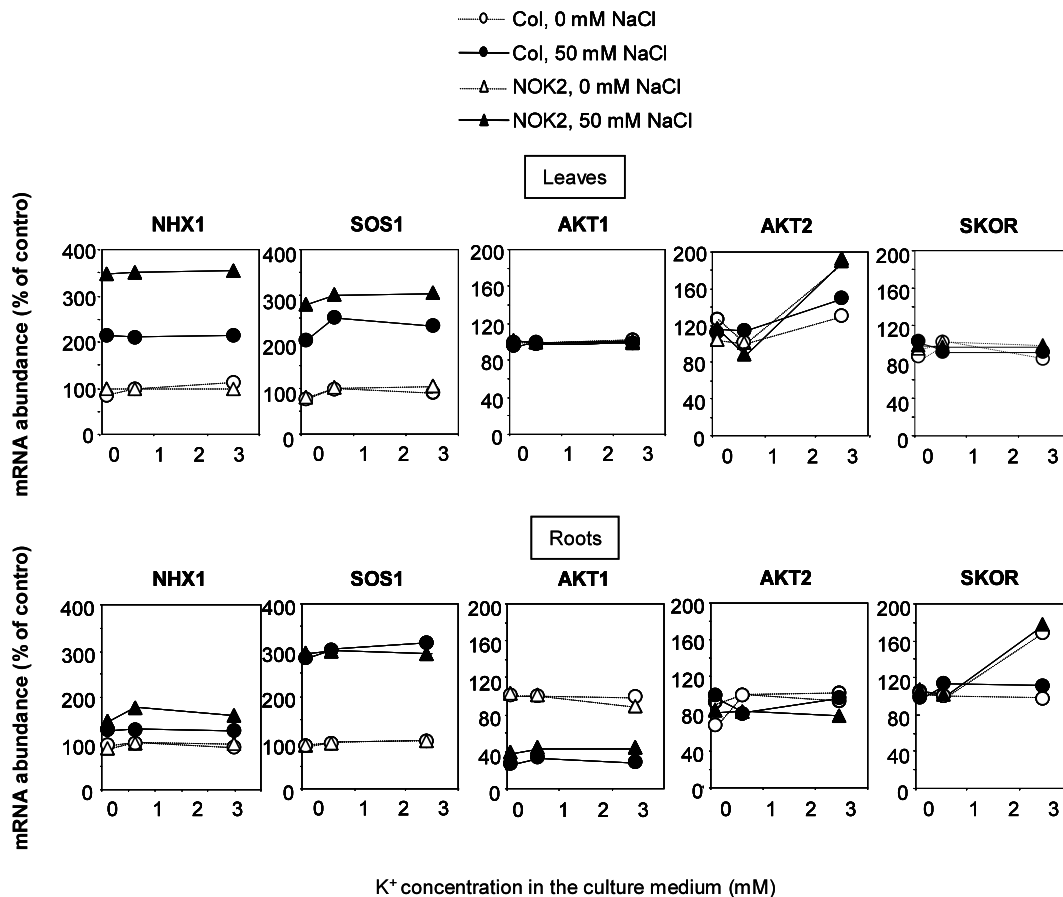 Col, 0 mM NaCl
Col, 50 mM NaCl
NOK2, 0 mM NaCl
NOK2, 50 mM NaCl
Leaves
mRNA abundance (% of contro)
NHX1
400
300
200
100
0
0 1 2 3
SOS1
400
300
200
100
0
0 1 2 3
AKT1
200
160
120
80
40
0
0 1 2 3
AKT2
200
160
120
80
40
0
0 1 2 3
SKOR
200
160
120
80
40
0
0 1 2 3
Roots
mRNA abundance (% of contro)
NHX1
400
300
200
100
0
0 1 2 3
SOS1
400
300
200
100
0
0 1 2 3
AKT1
200
160
120
80
40
0
0 1 2 3
AKT2
200
160
120
80
40
0
0 1 2 3
SKOR
200
160
120
80
40
0
0 1 2 3
K⁺ concentration in the culture medium (mM)